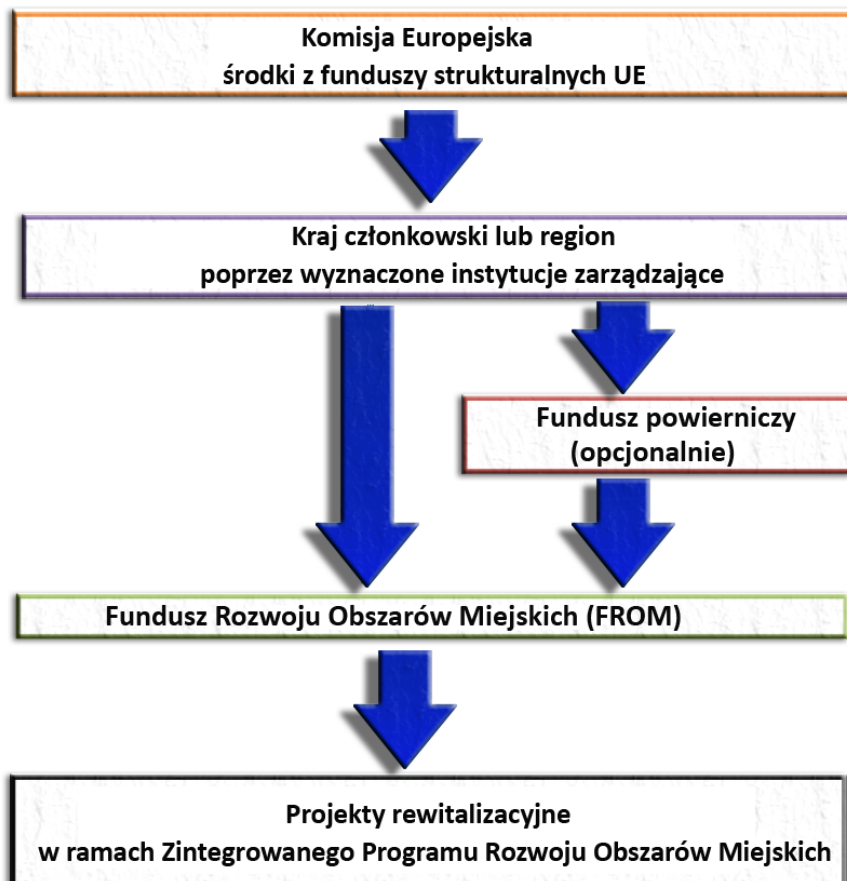 Komisja Europejska
środki z funduszy strukturalnych UE
Kraj członkowski lub region
poprzez wyznaczone instytucje zarządzające
Fundusz powierniczy
(opcjonalnie)
Fundusz Rozwoju Obszarów Miejskich (FROM)
Projekty rewitalizacyjne
w ramach Zintegrowanego Programu Rozwoju Obszarów Miejskich